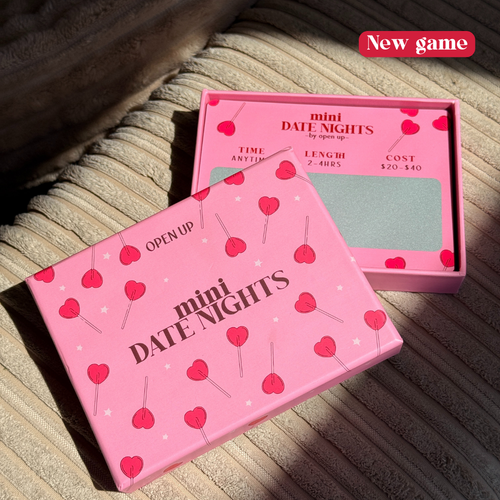 New game
mini
DATE NIGHTS
-by open up-
TIME LENGTH COST
ANYTIME 2-4HRS $20-$40
OPEN UP
mini
DATE NIGHTS